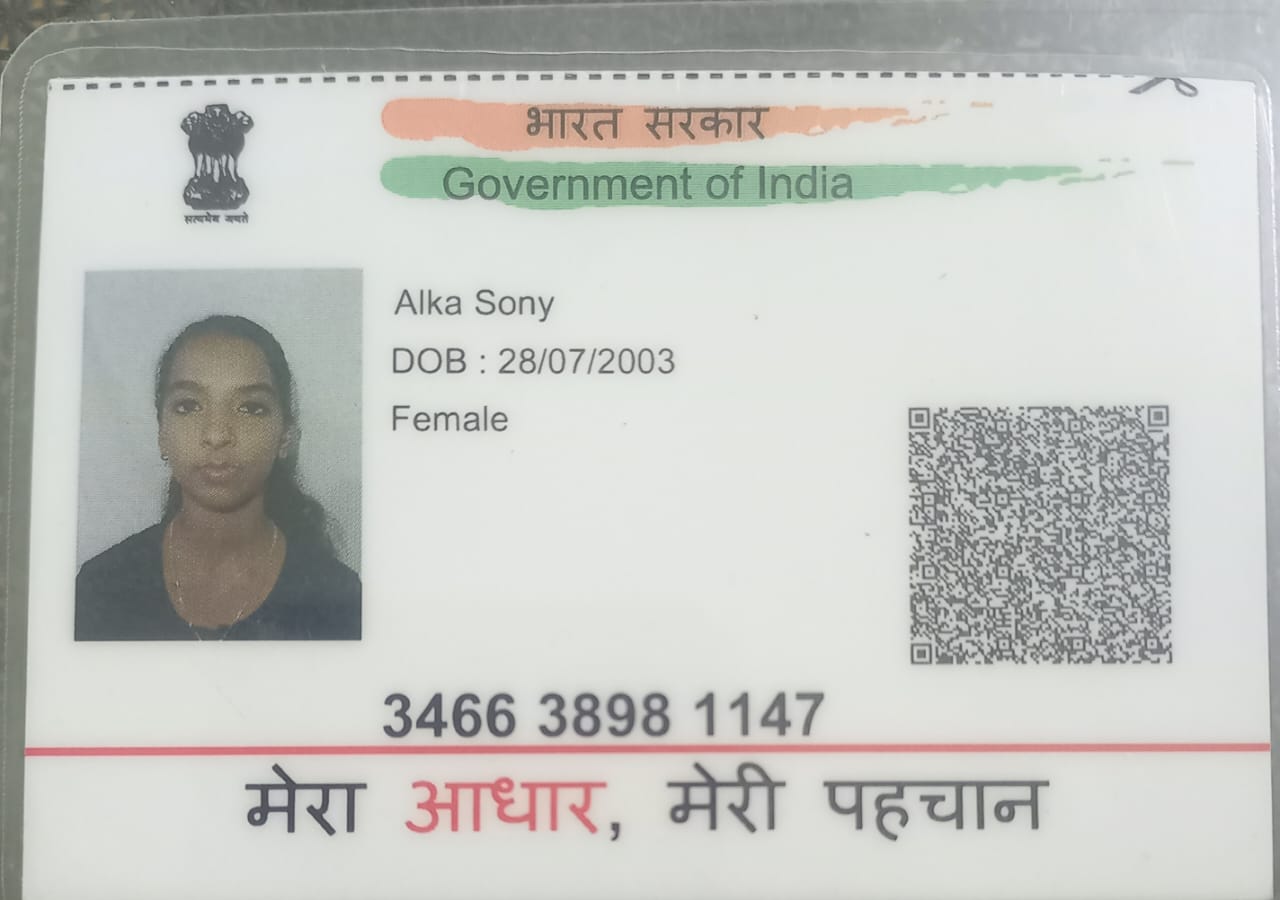 भारत सरकार
Government of India
सत्यमेव जयते
Alka Sony
DOB : 28/07/2003
Female
3466 3898 1147
मेरा आधार, मेरी पहचान